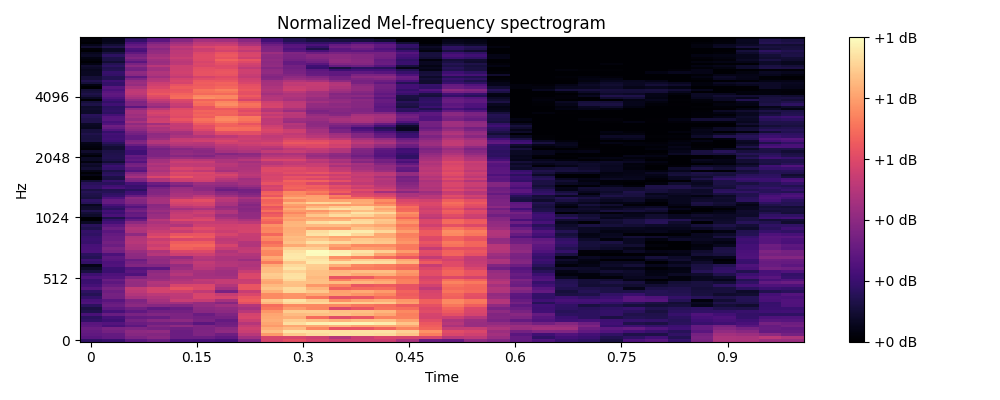 Normalized Mel-frequency spectrogram
Hz
4096
2048
1024
512
0
0 0.15 0.3 0.45 0.6 0.75 0.9
Time
+1 dB
+1 dB
+1 dB
+0 dB
+0 dB
+0 dB